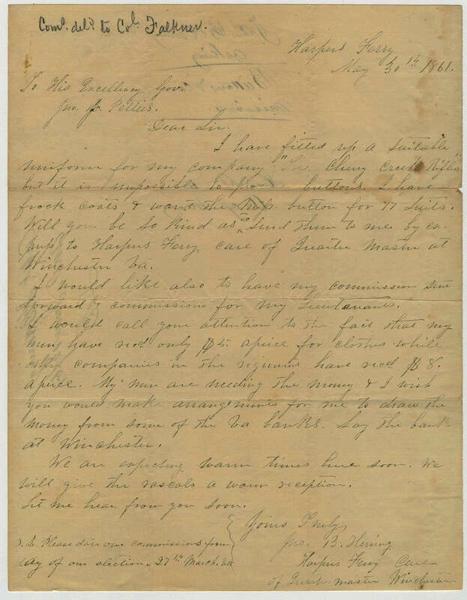 Com. del'd to Col. Falkner.
Harpers Ferry
May 30th 1861.
To His Excellency Gov.
Jno. J. Pettus.
Dear Sir,
I have fitted up a suitable
uniform for my company "The Cherry Creek Rifles"
but it is impossible to buttons. I have
frock coats & want the Miss. button for 77 suits.
Will you be so kind as to send them to me by ex-
press to Harpers Ferry care of Quarter Master at
Winchester Va.
I would like also to have my commission sent
forward & commissions for my Lieutenants.
I would call your attention to the fact that my
men have recd only $4. apiece for clothes while
other companies in the regiment have recd $8.
apiece. My men are needing the money & I wish
you would make arrangements for me to draw the
money from some of the Va banks. Say the bank
at Winchester.
We are expecting warm times here soon. We
will give the rascals a warm reception.
Let me hear from you soon.
Yours Truly
Jno. B. Herring
Harpers Ferry Care
of Quarter master Winchester
P.S. Please date our commissions from
day of our election, 27th March.